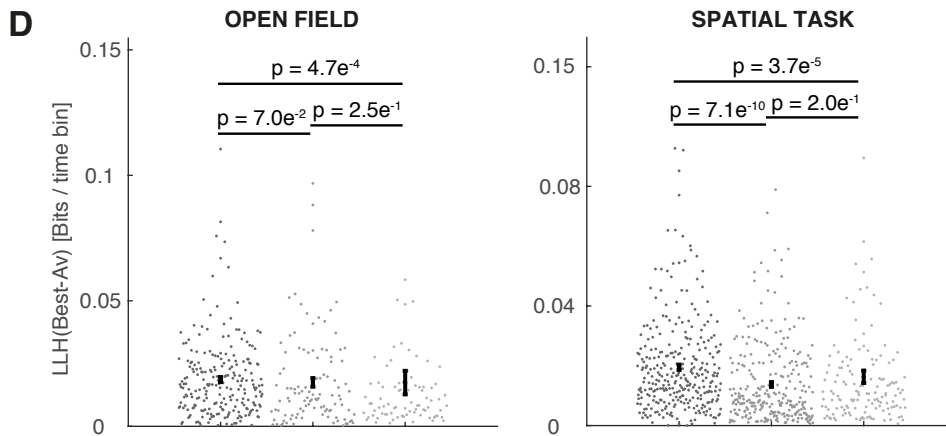 D
OPEN FIELD
SPATIAL TASK
LLH(Best-Av) [Bits / time bin]
0.15
0.1
0.05
0
p = 4.7e⁻⁴
p = 7.0e⁻²
p = 2.5e⁻¹
0.15
0.08
0.04
0
p = 3.7e⁻⁵
p = 7.1e⁻¹⁰
p = 2.0e⁻¹